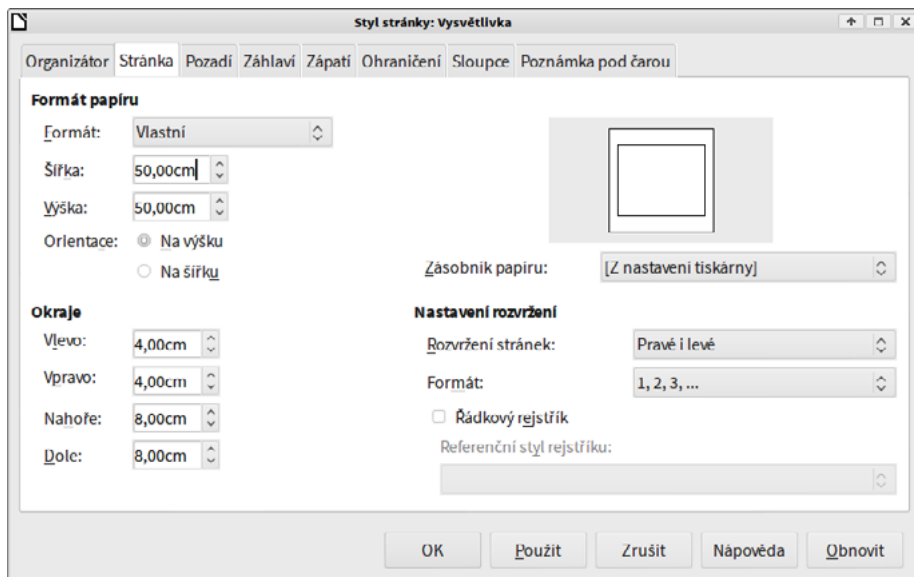 Styl stránky: Vysvětlivka
Organizátor Stránka Pozadí Záhlaví Zápatí Ohraničení Sloupce Poznámka pod čarou
Formát papíru
Formát: Vlastní
Šířka: 50,00cm
Výška: 50,00cm
Orientace: Na výšku
Na šířku
Zásobník papíru: [Z nastavení tiskárny]
Okraje
Vlevo: 4,00cm
Vpravo: 4,00cm
Nahoře: 8,00cm
Dole: 8,00cm
Nastavení rozvržení
Rozvržení stránek: Pravé i levé
Formát: 1, 2, 3, ...
Řádkový rejstřík
Referenční styl rejstříku:
OK Použít Zrušit Nápověda Obnovit